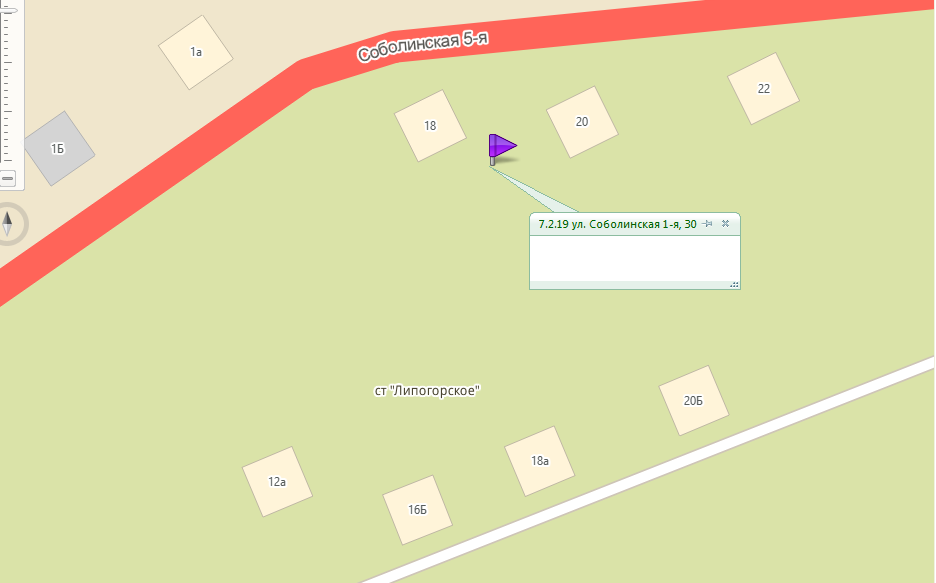 Соболинская 5-я
1а
22
20
18
1Б
7.2.19 ул. Соболинская 1-я, 30
ст "Липогорское"
20Б
18а
12а
16Б